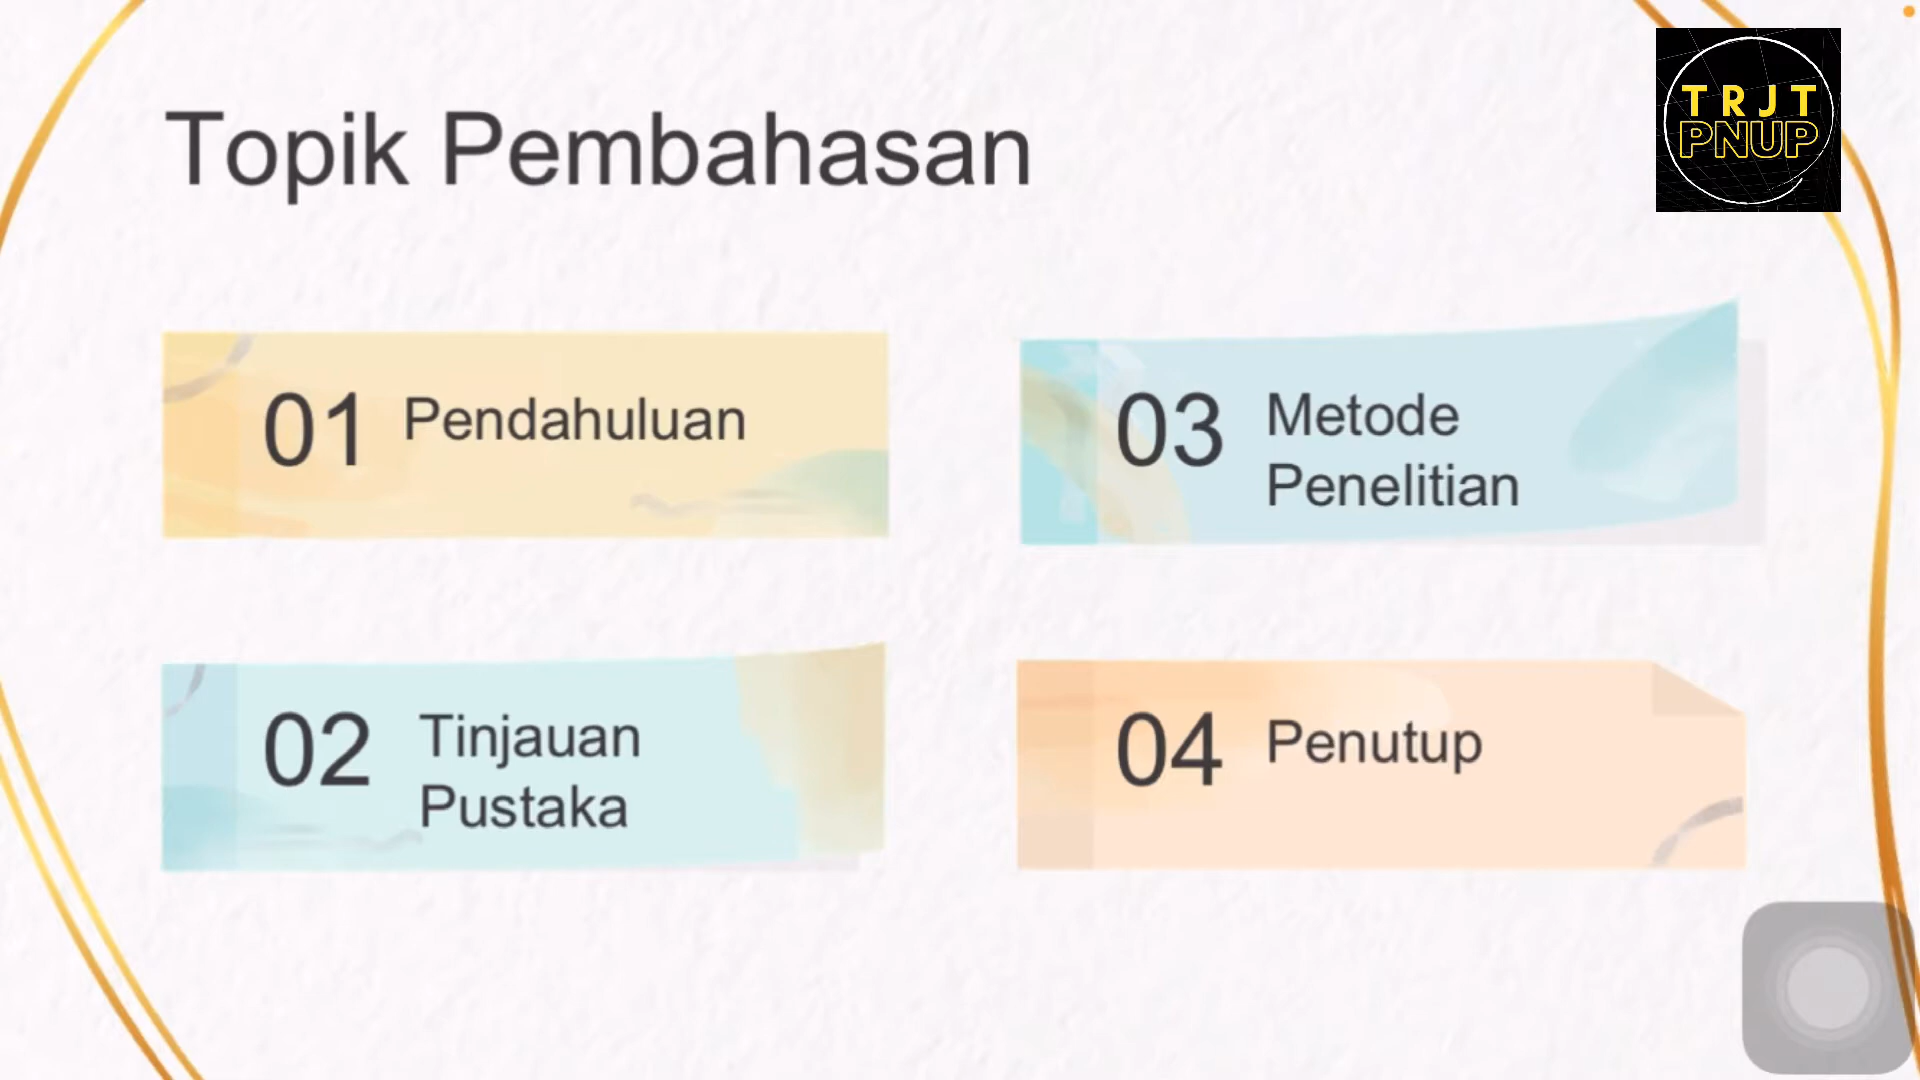 Topik Pembahasan
TRJT
PNUP
01 Pendahuluan
02 Tinjauan
Pustaka
03 Metode
Penelitian
04 Penutup